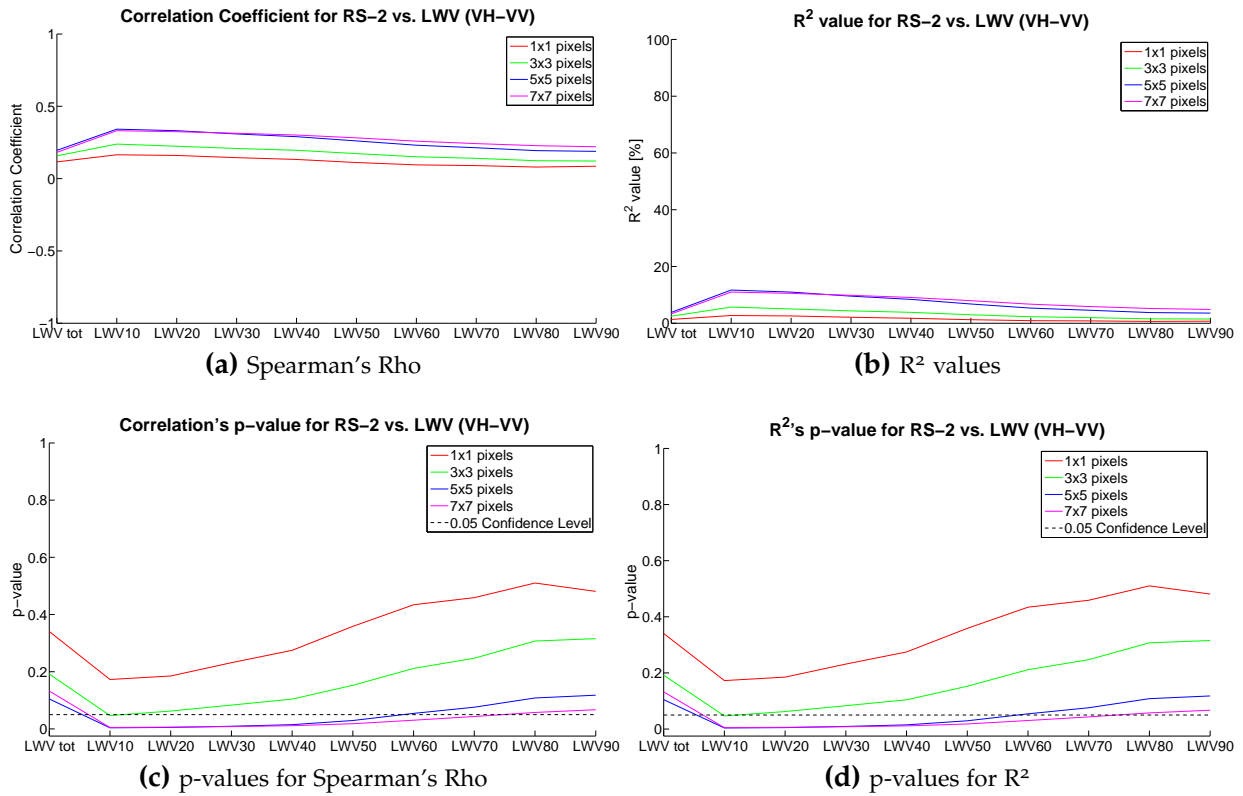 Correlation Coefficient for RS−2 vs. LWV (VH−VV)
1
0.5
0
−0.5
−1
Correlation Coefficient
1x1 pixels
3x3 pixels
5x5 pixels
7x7 pixels
LWV tot LWV10 LWV20 LWV30 LWV40 LWV50 LWV60 LWV70 LWV80 LWV90
(a) Spearman's Rho
R² value for RS−2 vs. LWV (VH−VV)
100
80
60
40
20
0
R² value [%]
1x1 pixels
3x3 pixels
5x5 pixels
7x7 pixels
LWV tot LWV10 LWV20 LWV30 LWV40 LWV50 LWV60 LWV70 LWV80 LWV90
(b) R² values
Correlation's p−value for RS−2 vs. LWV (VH−VV)
1
0.8
0.6
0.4
0.2
0
p−value
1x1 pixels
3x3 pixels
5x5 pixels
7x7 pixels
0.05 Confidence Level
LWV tot LWV10 LWV20 LWV30 LWV40 LWV50 LWV60 LWV70 LWV80 LWV90
(c) p-values for Spearman's Rho
R²'s p−value for RS−2 vs. LWV (VH−VV)
1
0.8
0.6
0.4
0.2
0
p−value
1x1 pixels
3x3 pixels
5x5 pixels
7x7 pixels
0.05 Confidence Level
LWV tot LWV10 LWV20 LWV30 LWV40 LWV50 LWV60 LWV70 LWV80 LWV90
(d) p-values for R²